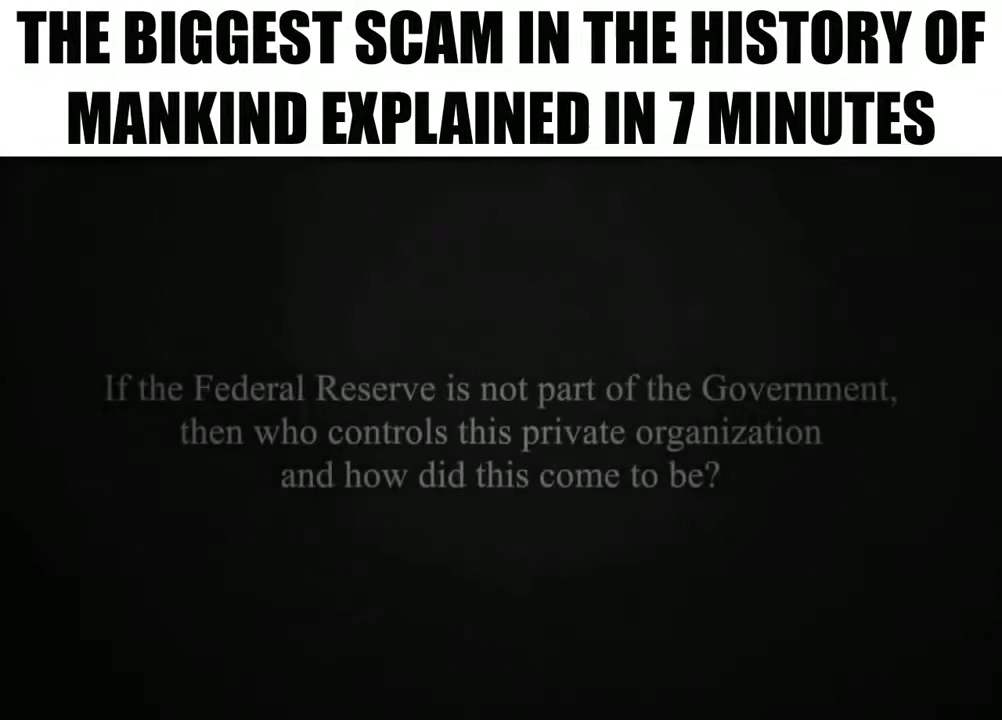 THE BIGGEST SCAM IN THE HISTORY OF
MANKIND EXPLAINED IN 7 MINUTES
If the Federal Reserve is not part of the Government,
then who controls this private organization
and how did this come to be?